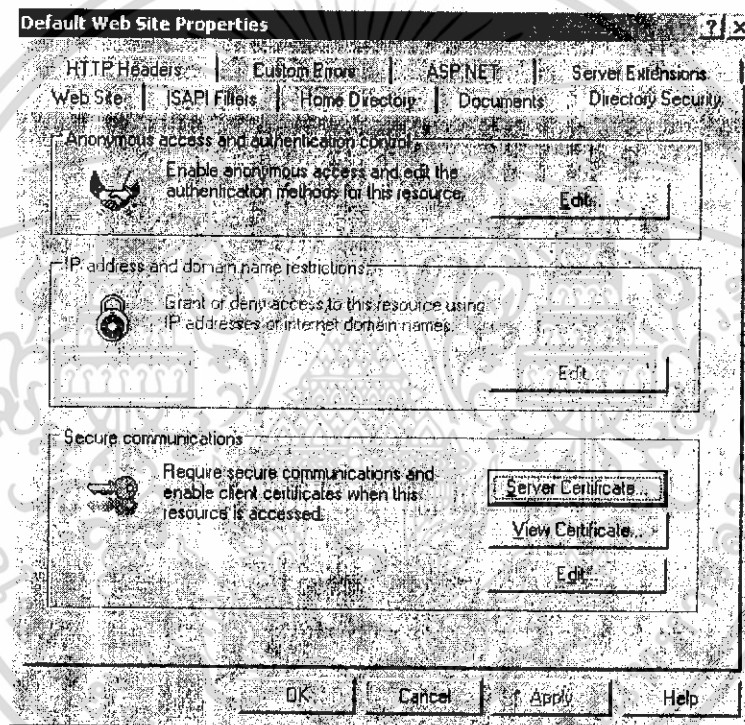 Default Web Site Properties
HTTP Headers Custom Errors ASP.NET Server Extensions
Web Site ISAPI Filters Home Directory Documents Directory Security
Anonymous access and authentication control
Enable anonymous access and edit the
authentication methods for this resource.
Edit...
IP address and domain name restrictions
Grant or deny access to this resource using
IP addresses or internet domain names.
Edit...
Secure communications
Require secure communications and
enable client certificates when this
resource is accessed.
Server Certificate...
View Certificate...
Edit...
OK Cancel Apply Help